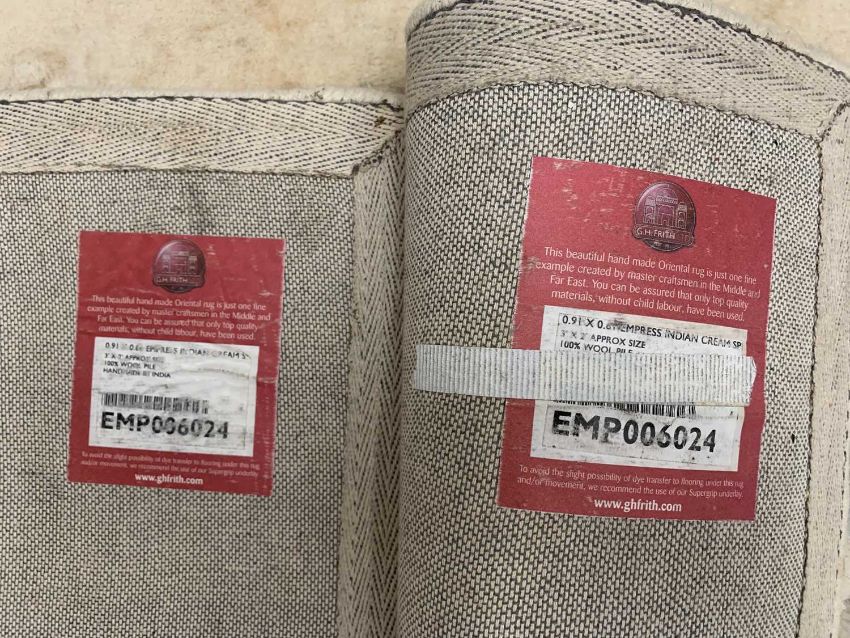 G.H. FRITH
This beautiful hand made Oriental rug is just one fine
example created by master craftsmen in the Middle and
Far East. You can be assured that only top quality
materials, without child labour, have been used.
0.91 X 0.61 EMPRESS INDIAN CREAM S
3' X 2' APPROX SIZE
100% WOOL PILE
HANDMADE IN INDIA
EMP006024
To avoid the slight possibility of dye transfer to flooring under this rug
and/or movement, we recommend the use of our Supergrip underlay.
www.ghfrith.com
G.H. FRITH
This beautiful hand made Oriental rug is just one fine
example created by master craftsmen in the Middle and
Far East. You can be assured that only top quality
materials, without child labour, have been used.
0.91 X 0.61 EMPRESS INDIAN CREAM SP
3' X 2' APPROX SIZE
100% WOOL PILE
EMP006024
To avoid the slight possibility of dye transfer to flooring under this rug
and/or movement, we recommend the use of our Supergrip underlay.
www.ghfrith.com